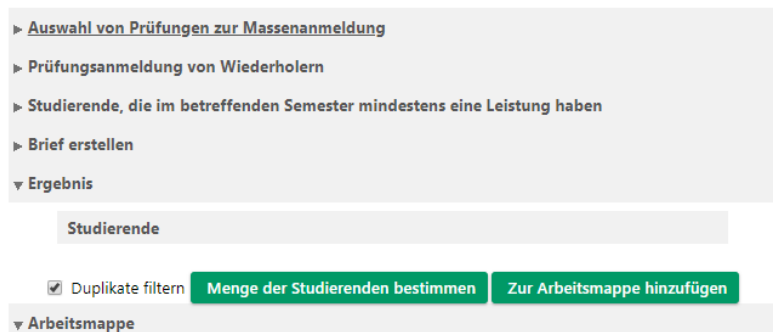 Auswahl von Prüfungen zur Massenanmeldung
Prüfungsanmeldung von Wiederholern
Studierende, die im betreffenden Semester mindestens eine Leistung haben
Brief erstellen
Ergebnis
Studierende
Duplikate filtern Menge der Studierenden bestimmen Zur Arbeitsmappe hinzufügen
Arbeitsmappe